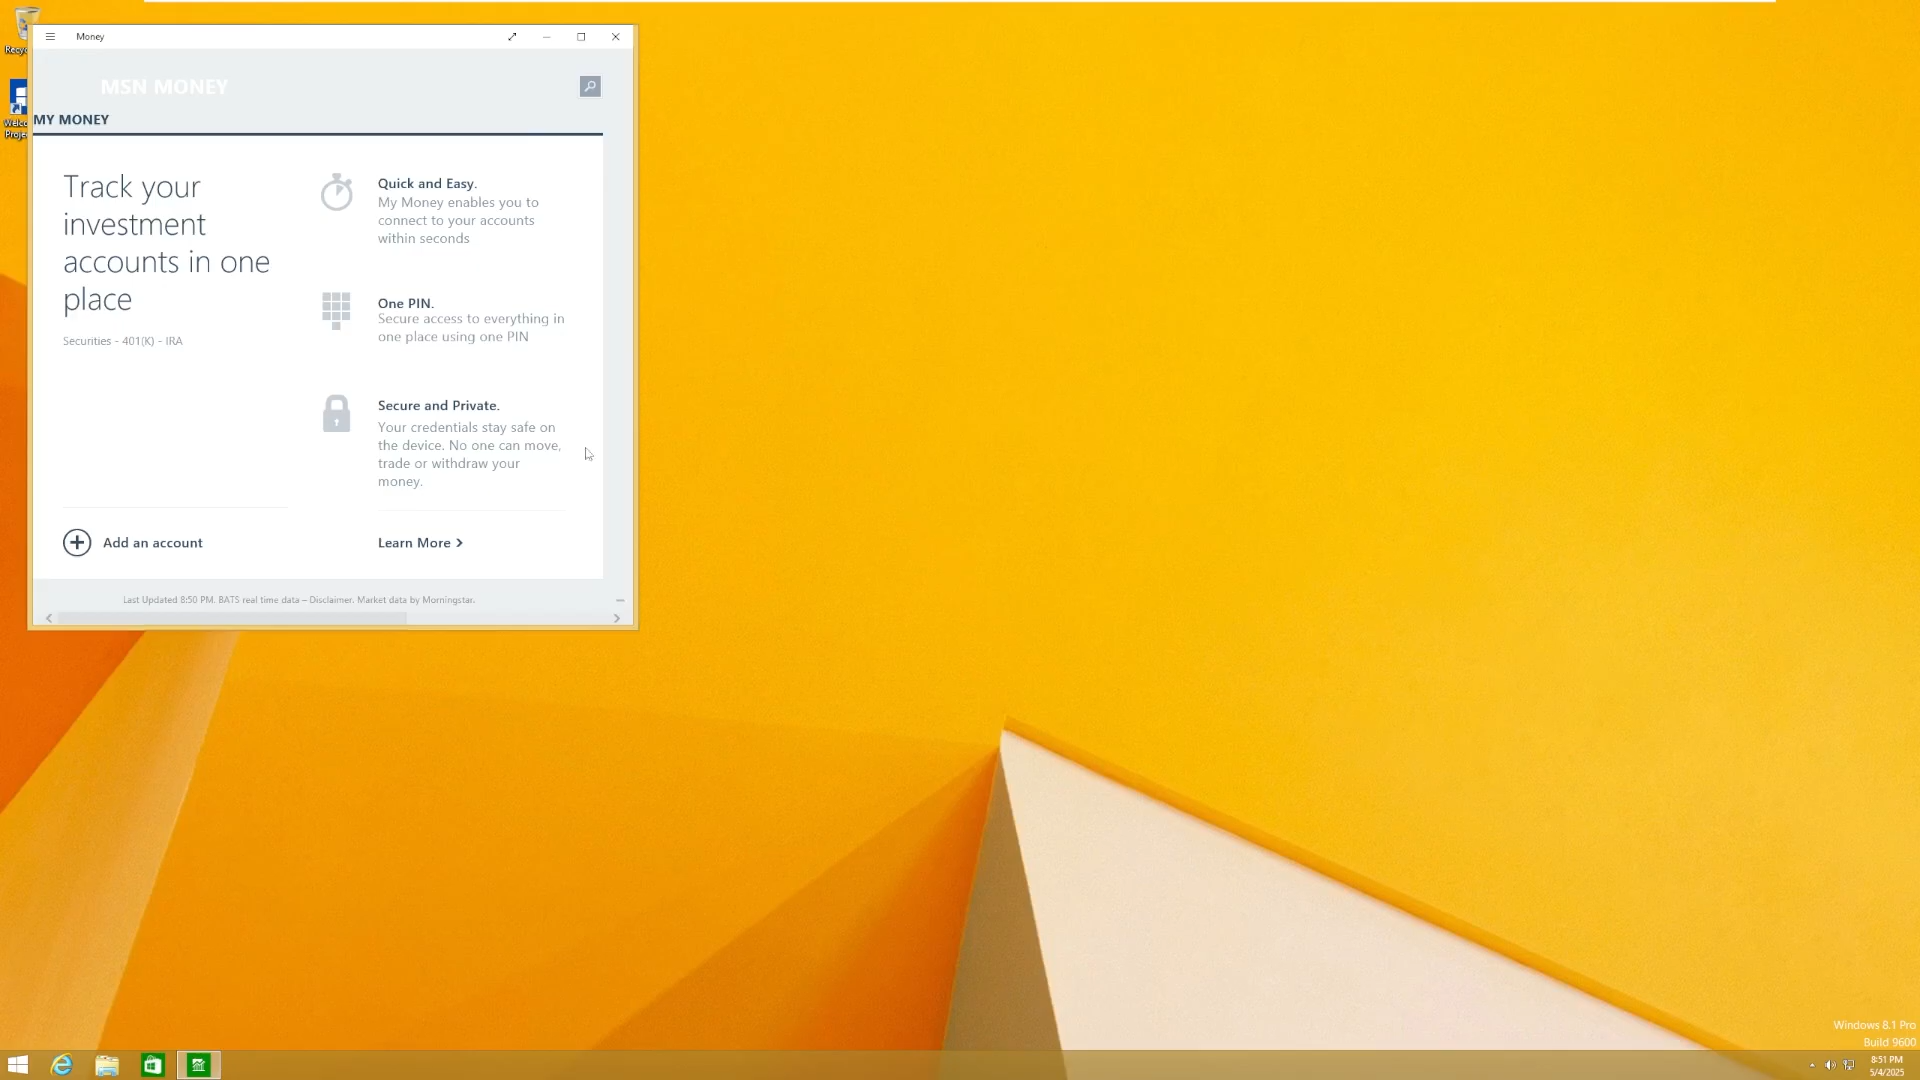 Money
MSN MONEY
MY MONEY
Track your
investment
accounts in one
place
Securities - 401(K) - IRA
Add an account
Quick and Easy.
My Money enables you to
connect to your accounts
within seconds
One PIN.
Secure access to everything in
one place using one PIN
Secure and Private.
Your credentials stay safe on
the device. No one can move,
trade or withdraw your
money.
Learn More
Last Updated 8:50 PM. BATS real time data – Disclaimer. Market data by Morningstar.
Windows 8.1 Pro
Build 9600
8:51 PM
5/4/2025